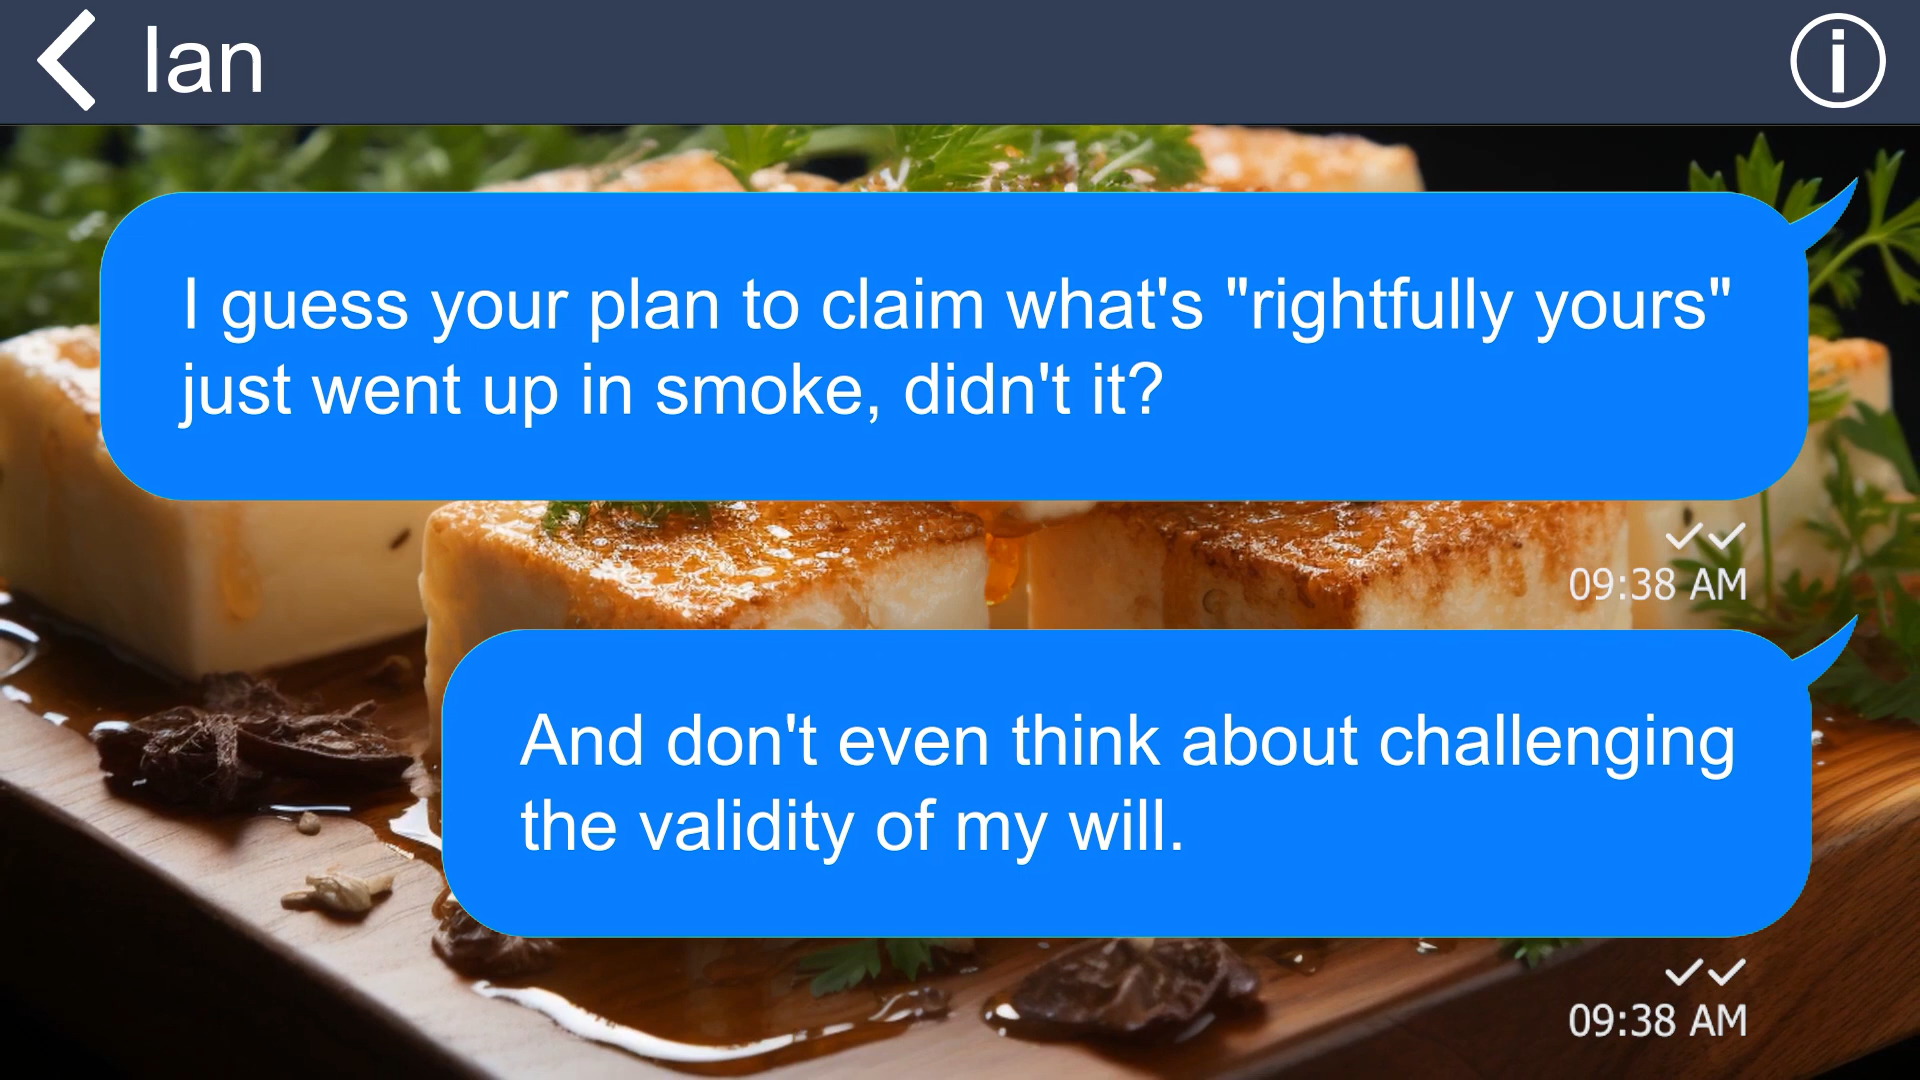 Ian
I guess your plan to claim what's "rightfully yours"
just went up in smoke, didn't it?
09:38 AM
And don't even think about challenging
the validity of my will.
09:38 AM